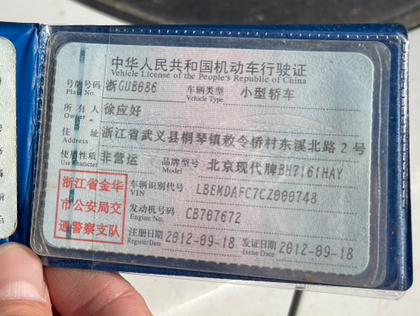 中华人民共和国机动车行驶证
Vehicle License of the People's Republic of China
号牌号码 浙GUB086 车辆类型 小型轿车
Plate No. Vehicle Type
所有人 徐应好
Owner
住址 浙江省武义县桐琴镇敕令桥村东溪北路2号
Address
使用性质 非营运 品牌型号 北京现代牌BH7161HAY
Use Character Model
浙江省金华 车辆识别代号 LBEMDAFC7CZ000748
VIN
市公安局交 发动机号码 CB707672
Engine No.
通警察支队 注册日期 2012-09-18 发证日期 2012-09-18
Register Date Issue Date